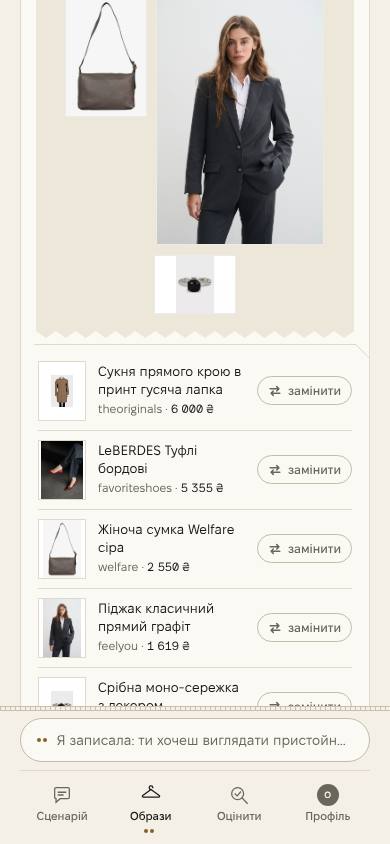 Сукня прямого крою в
принт гусяча лапка
theoriginals · 6 000 ₴
замінити
LeBERDES Туфлі
бордові
favoriteshoes · 5 355 ₴
замінити
Жіноча сумка Welfare
сіра
welfare · 2 550 ₴
замінити
Піджак класичний
прямий графіт
feelyou · 1 619 ₴
замінити
Срібна моно-сережка
з декором
замінити
Я записала: ти хочеш виглядати пристойн...
Сценарій
Образи
Оцінити
О
Профіль